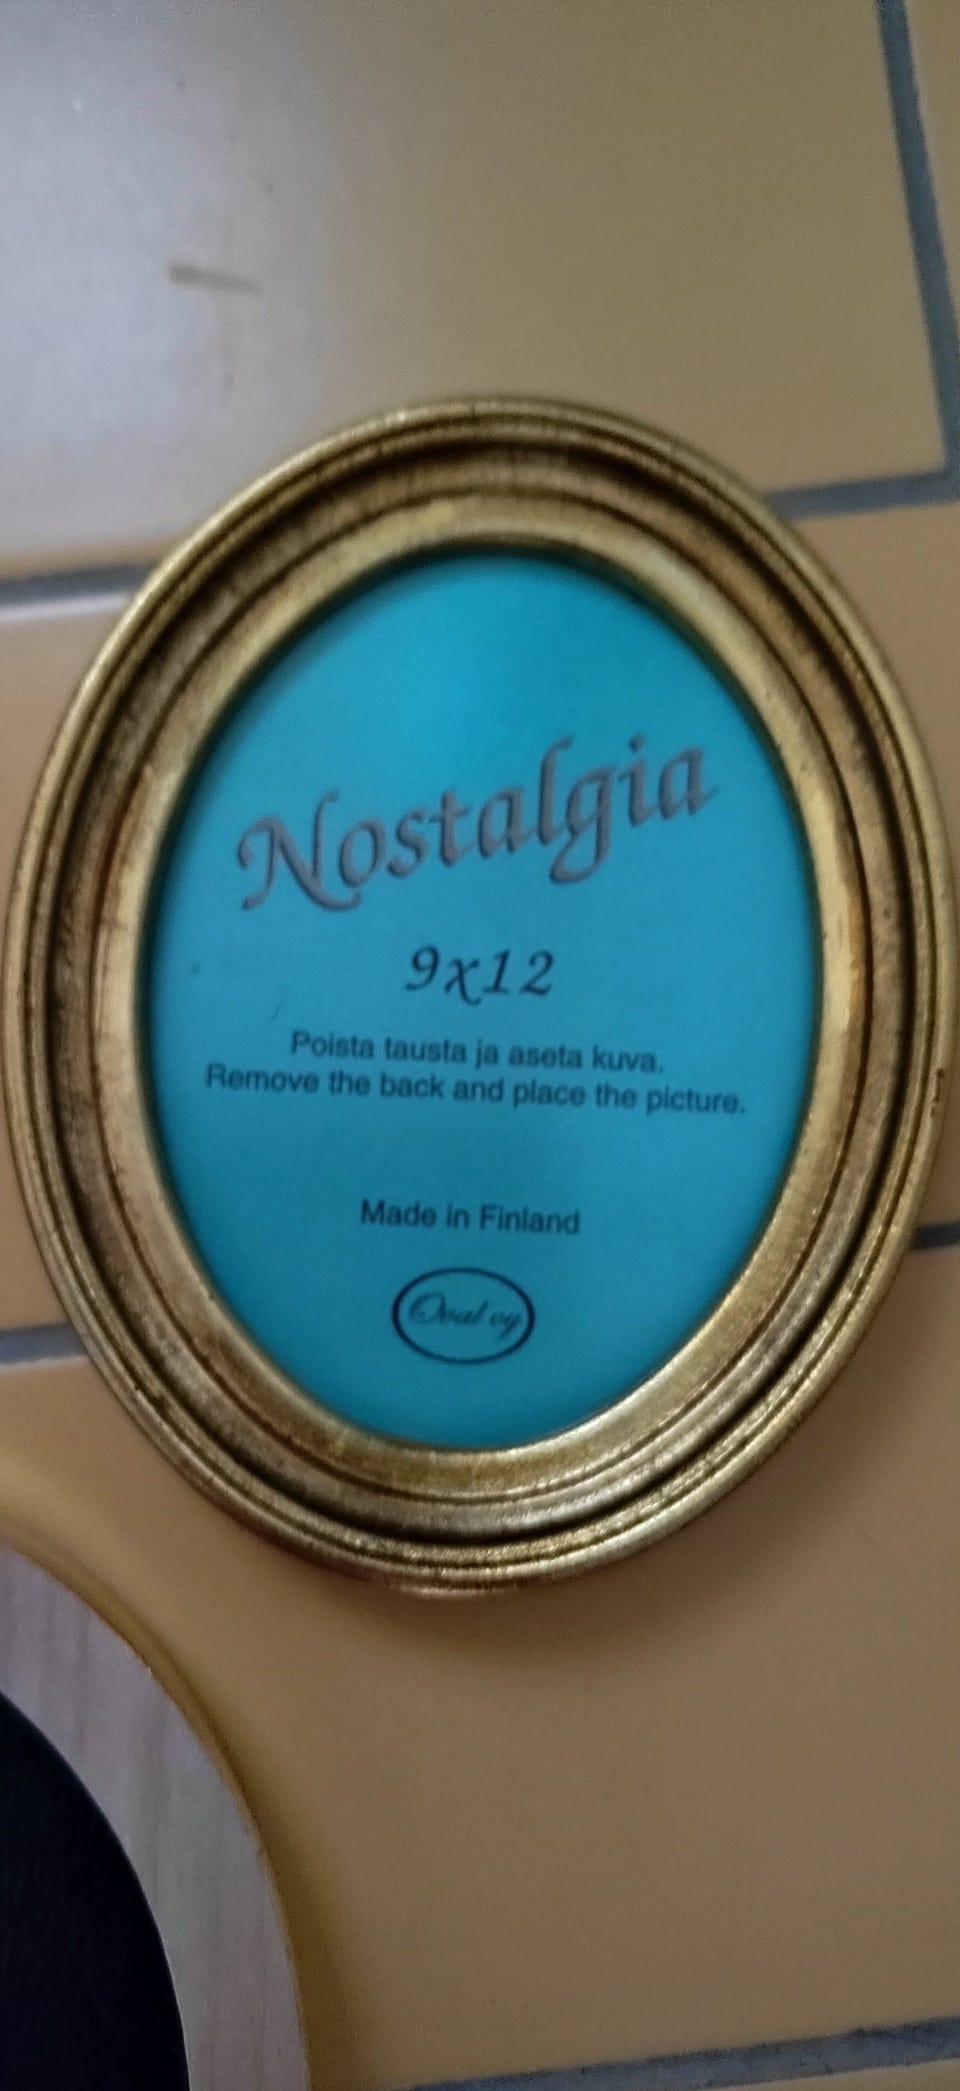 Nostalgia
9x12
Poista tausta ja aseta kuva.
Remove the back and place the picture.
Made in Finland
Oval oy